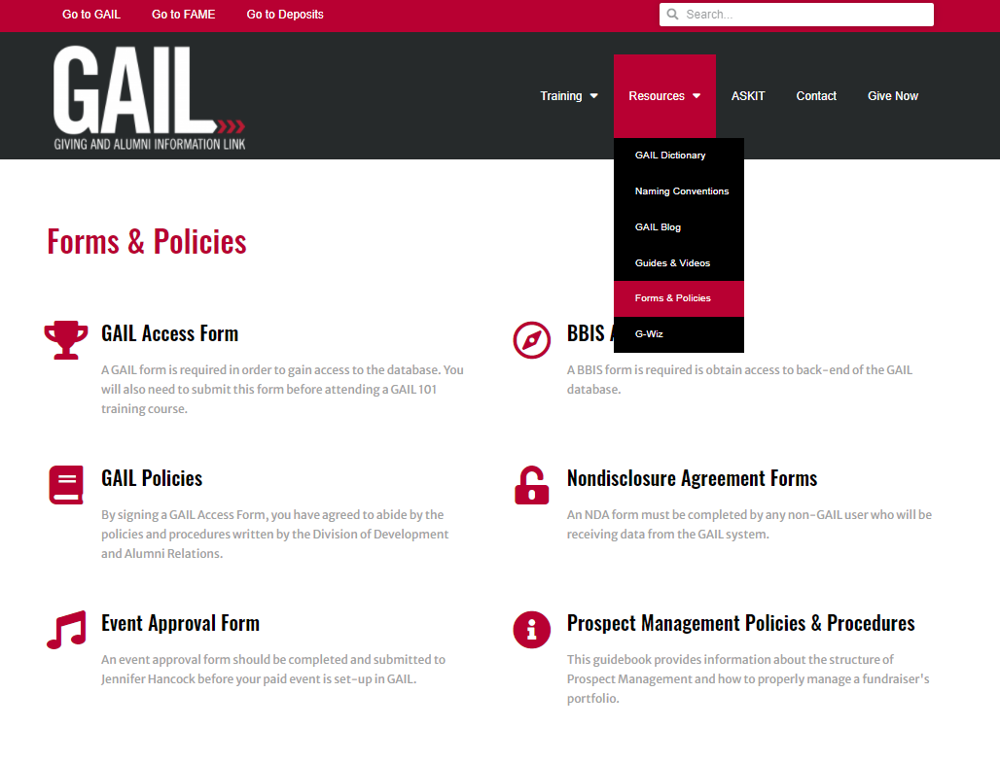 Go to GAIL Go to FAME Go to Deposits Search...
GAIL
GIVING AND ALUMNI INFORMATION LINK
Training Resources ASKIT Contact Give Now
GAIL Dictionary
Naming Conventions
GAIL Blog
Guides & Videos
Forms & Policies
G-Wiz
Forms & Policies
GAIL Access Form
A GAIL form is required in order to gain access to the database. You
will also need to submit this form before attending a GAIL 101
training course.
BBIS
A BBIS form is required is obtain access to back-end of the GAIL
database.
GAIL Policies
By signing a GAIL Access Form, you have agreed to abide by the
policies and procedures written by the Division of Development
and Alumni Relations.
Nondisclosure Agreement Forms
An NDA form must be completed by any non-GAIL user who will be
receiving data from the GAIL system.
Event Approval Form
An event approval form should be completed and submitted to
Jennifer Hancock before your paid event is set-up in GAIL.
Prospect Management Policies & Procedures
This guidebook provides information about the structure of
Prospect Management and how to properly manage a fundraiser's
portfolio.